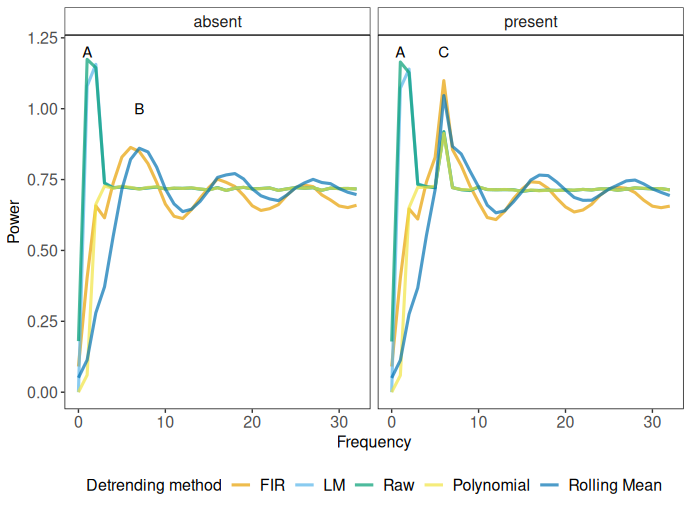 absent
present
A
B
A
C
1.25
1.00
0.75
0.50
0.25
0.00
Power
0 10 20 30
0 10 20 30
Frequency
Detrending method FIR LM Raw Polynomial Rolling Mean